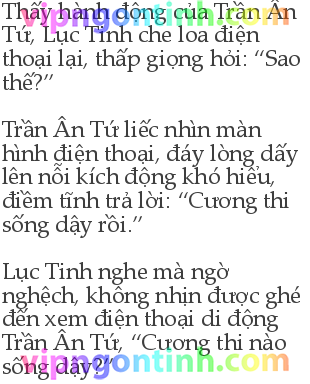 Thấy hành động của Trần Ân
Tứ, Lục Tinh che loa điện
thoại lại, thấp giọng hỏi: “Sao
thế?”
Trần Ân Tứ liếc nhìn màn
hình điện thoại, đáy lòng dấy
lên nỗi kích động khó hiểu,
điềm tĩnh trả lời: “Cương thi
sống dậy rồi.”
Lục Tinh nghe mà ngờ
nghệch, không nhịn được ghé
đến xem điện thoại di động
Trần Ân Tứ, “Cương thi nào
sống dậy?”
vipngontinh.com
vipngontinh.com